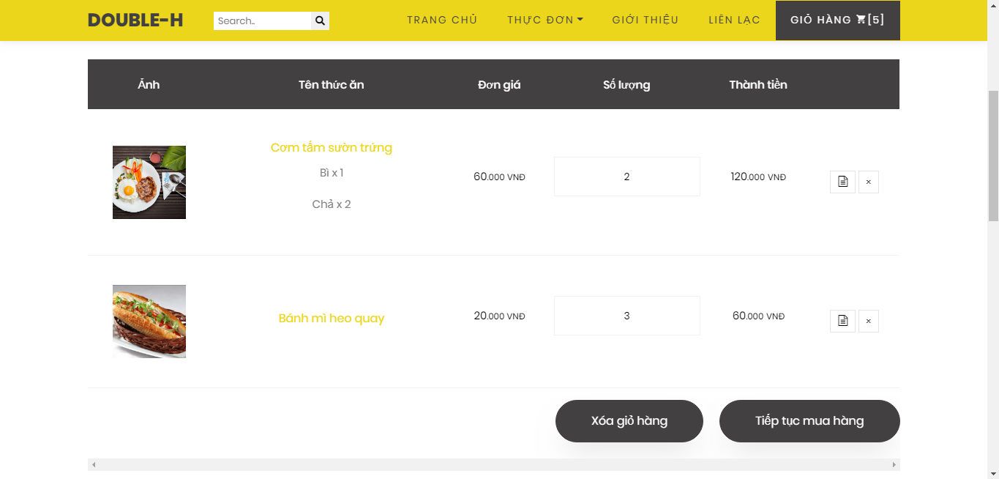 DOUBLE-H
Search..
TRANG CHỦ
THỰC ĐƠN
GIỚI THIỆU
LIÊN LẠC
GIỎ HÀNG [5]
Ảnh Tên thức ăn Đơn giá Số lượng Thành tiền
Cơm tấm sườn trứng
Bì x 1
Chả x 2
60.000 VNĐ 2 120.000 VNĐ ×
Bánh mì heo quay 20.000 VNĐ 3 60.000 VNĐ ×
Xóa giỏ hàng Tiếp tục mua hàng